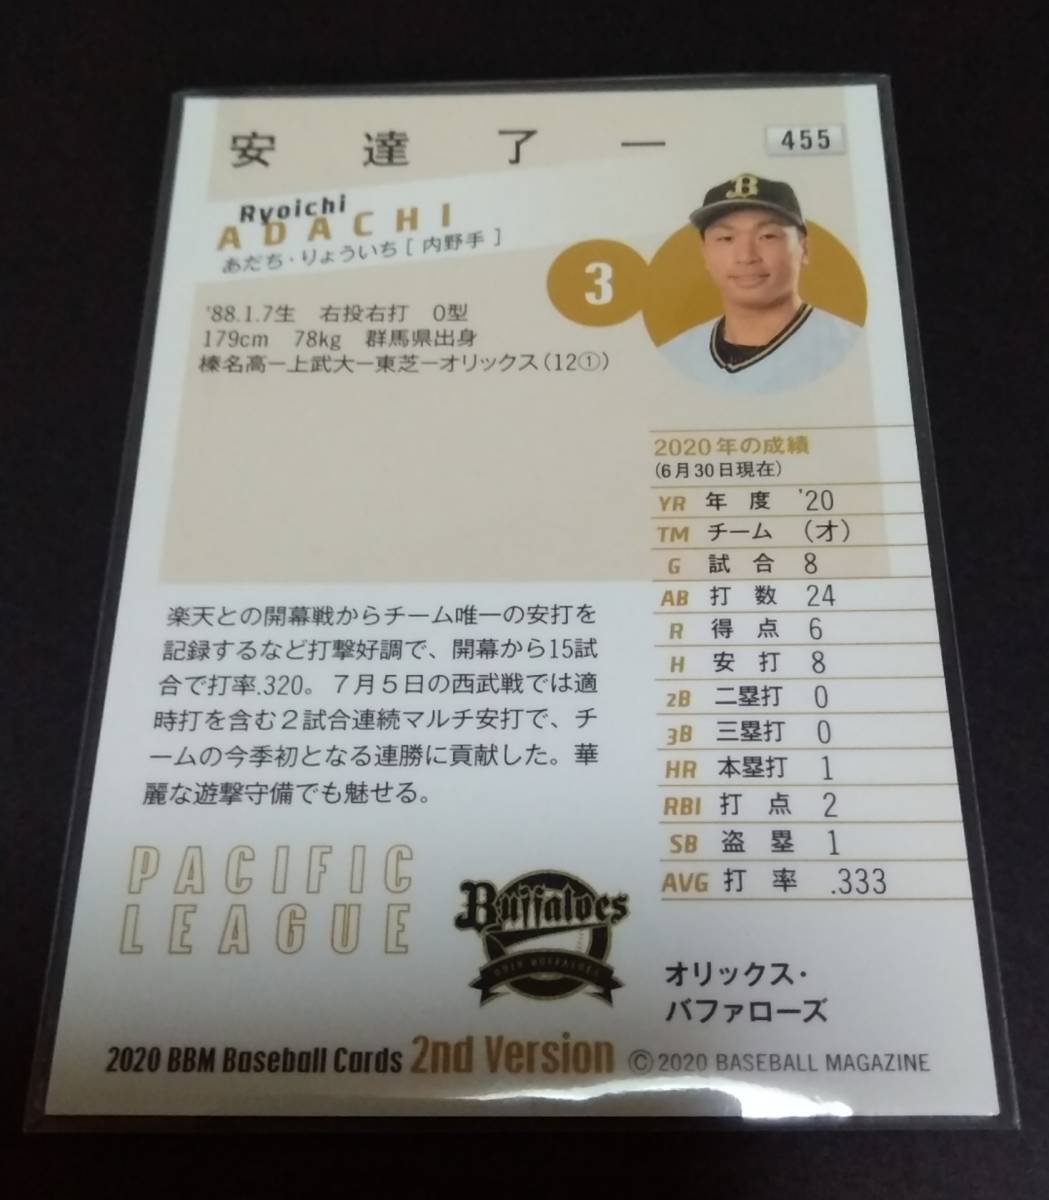 安達了一
455
Ryoichi
ADACHI
あだち・りょういち [ 内野手 ]
3
B
'88.1.7生 右投右打 O型
179cm 78kg 群馬県出身
榛名高ー上武大ー東芝ーオリックス(12①)
2020年の成績
(6月30日現在)
YR 年度 '20
TM チーム (オ)
G 試合 8
AB 打数 24
R 得点 6
H 安打 8
2B 二塁打 0
3B 三塁打 0
HR 本塁打 1
RBI 打点 2
SB 盗塁 1
AVG 打率 .333
楽天との開幕戦からチーム唯一の安打を
記録するなど打撃好調で、開幕から15試
合で打率.320。7月5日の西武戦では適
時打を含む2試合連続マルチ安打で、チ
ームの今季初となる連勝に貢献した。華
麗な遊撃守備でも魅せる。
PACIFIC
LEAGUE
Buffaloes
ORIX BUFFALOES
オリックス・
バファローズ
2020 BBM Baseball Cards 2nd Version © 2020 BASEBALL MAGAZINE